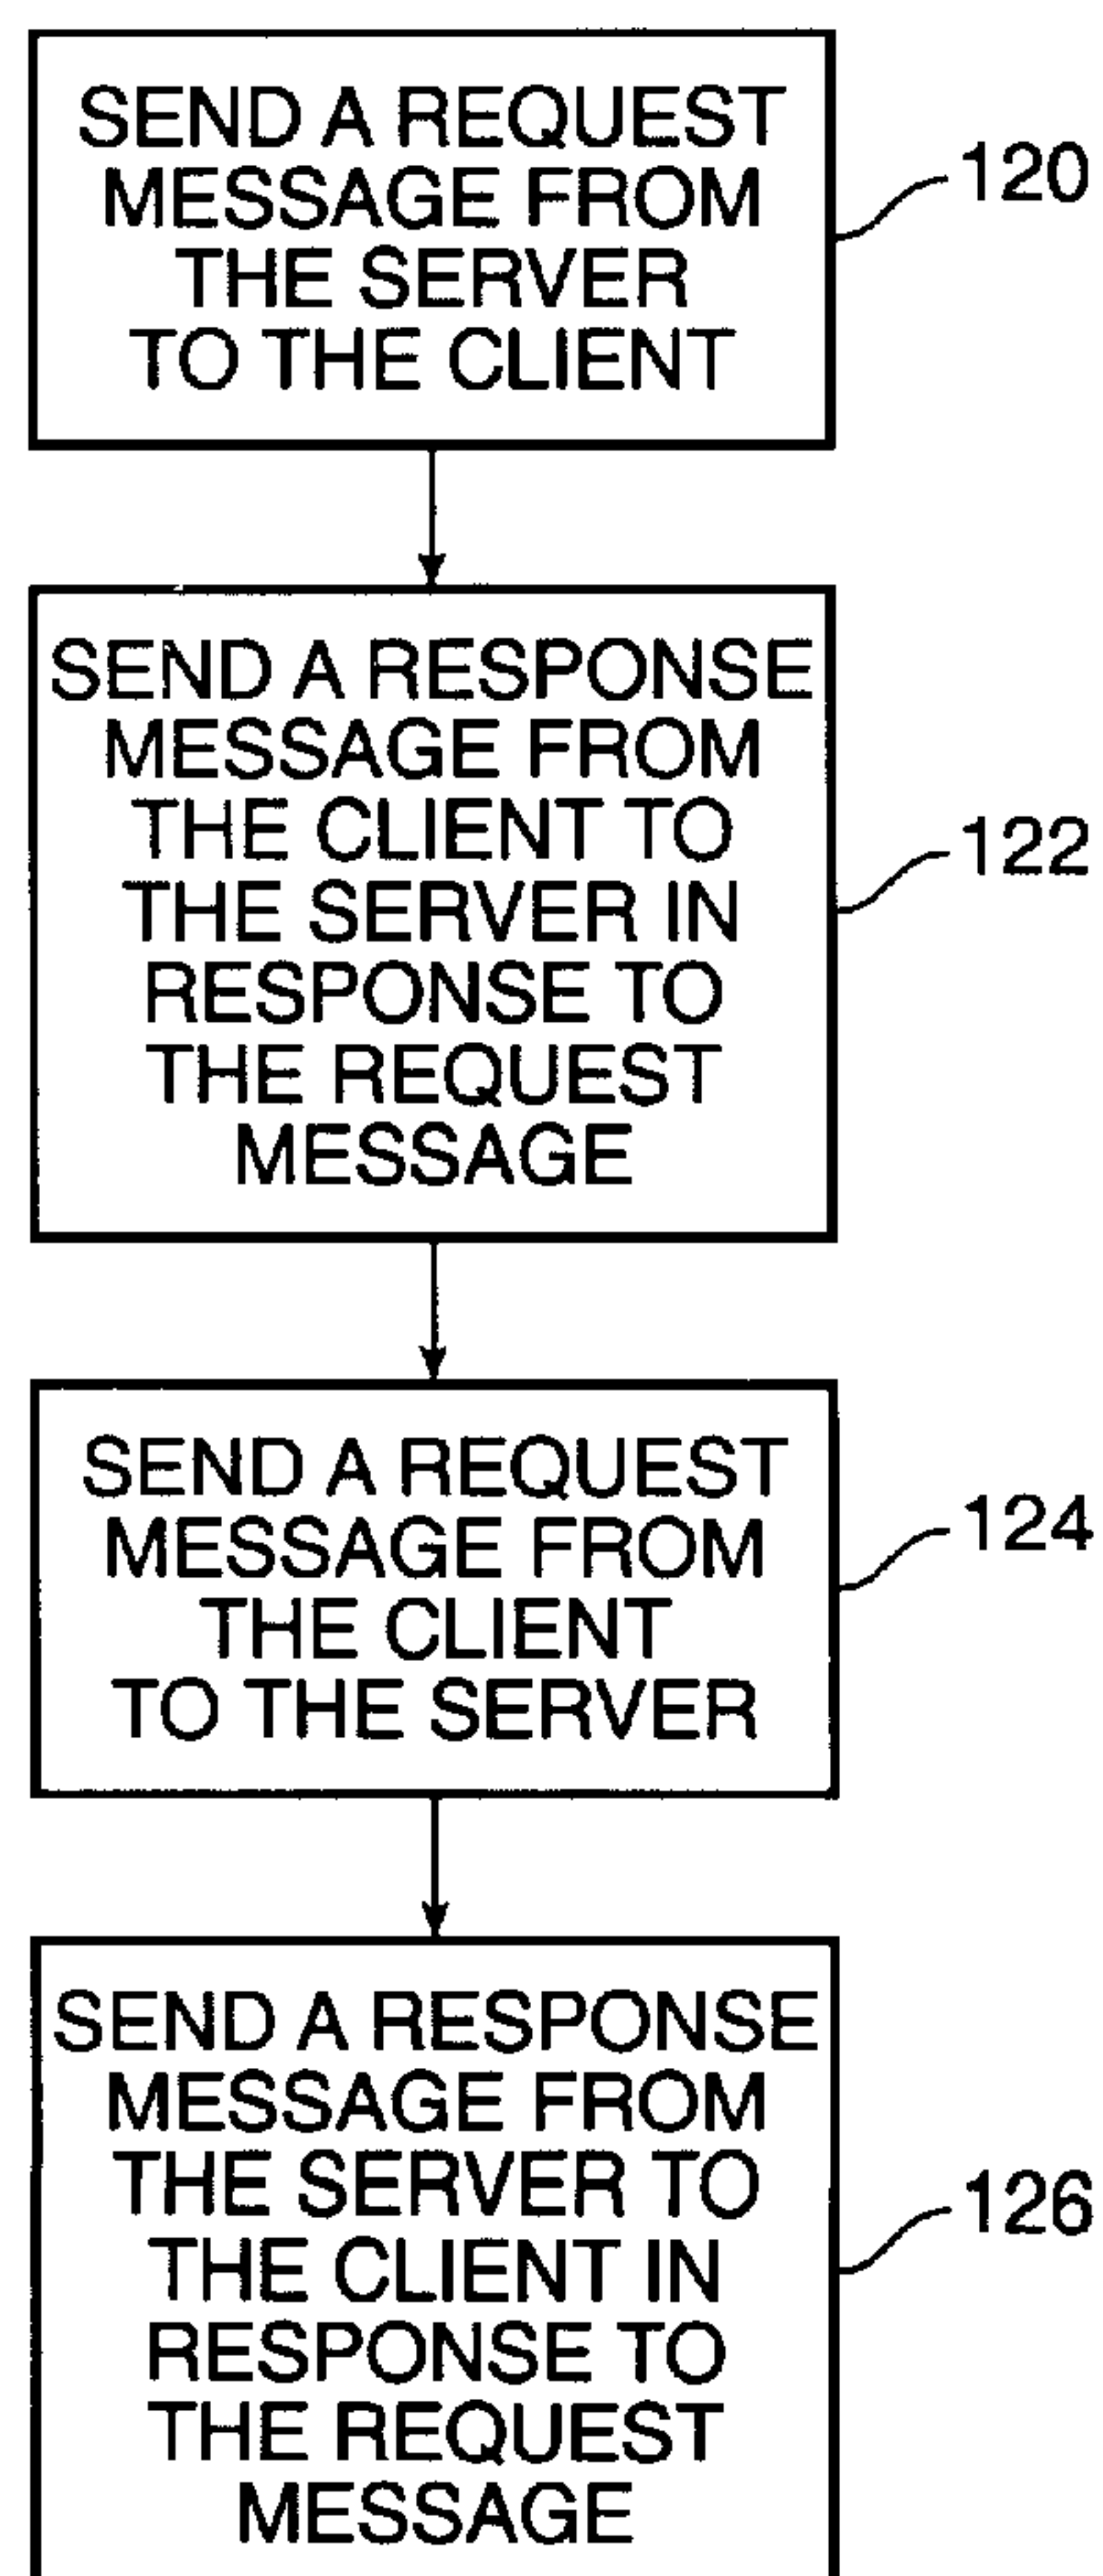 SEND A REQUEST
MESSAGE FROM
THE SERVER
TO THE CLIENT
120
SEND A RESPONSE
MESSAGE FROM
THE CLIENT TO
THE SERVER IN
RESPONSE TO
THE REQUEST
MESSAGE
122
SEND A REQUEST
MESSAGE FROM
THE CLIENT
TO THE SERVER
124
SEND A RESPONSE
MESSAGE FROM
THE SERVER TO
THE CLIENT IN
RESPONSE TO
THE REQUEST
MESSAGE
126